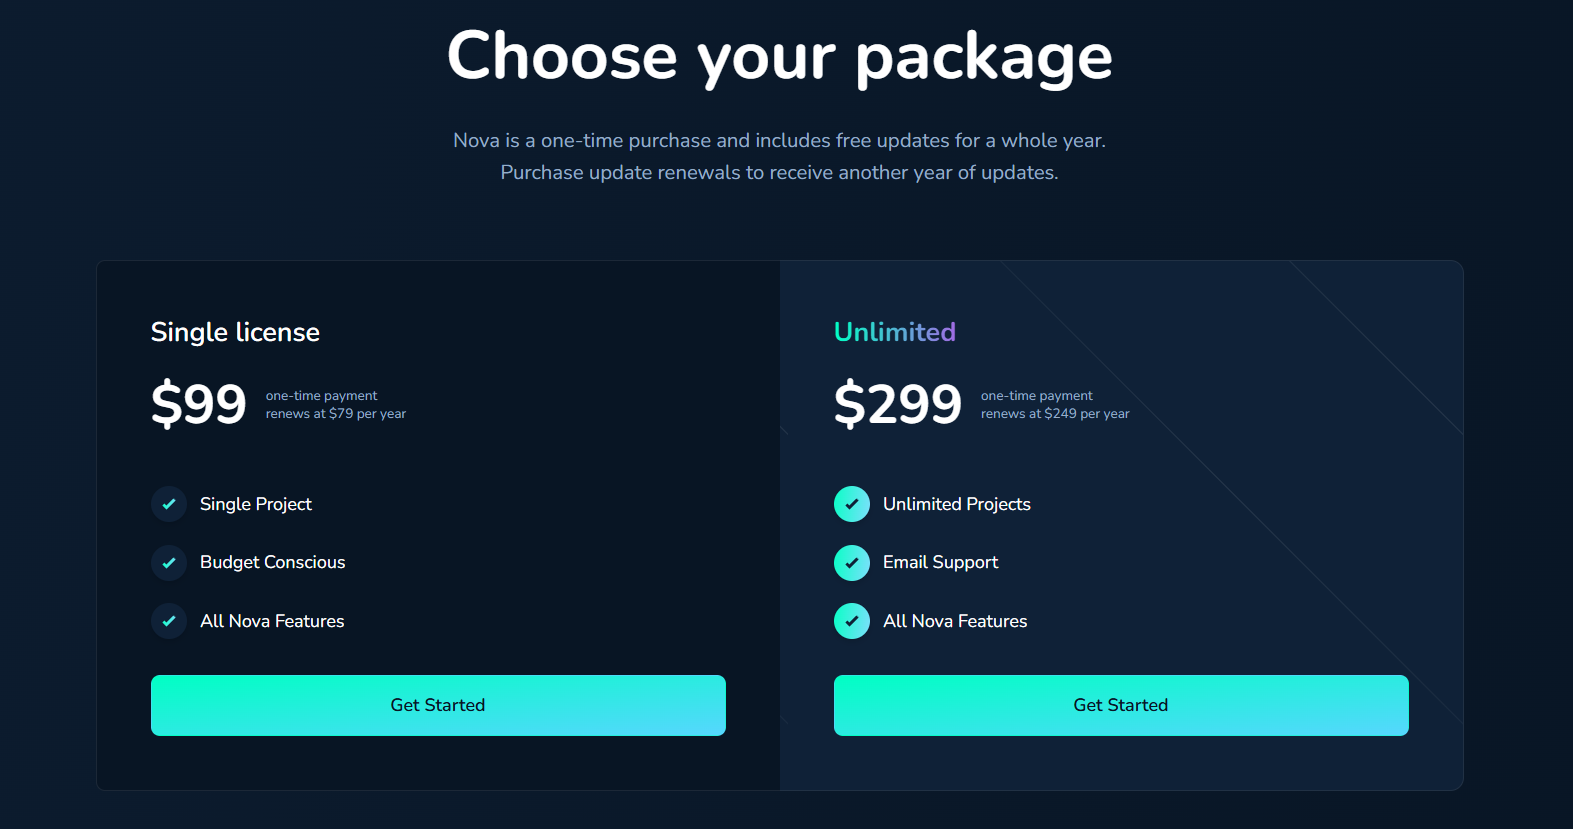 Choose your package
Nova is a one-time purchase and includes free updates for a whole year.
Purchase update renewals to receive another year of updates.
Single license
$99
one-time payment
renews at $79 per year
Single Project
Budget Conscious
All Nova Features
Get Started
Unlimited
$299
one-time payment
renews at $249 per year
Unlimited Projects
Email Support
All Nova Features
Get Started